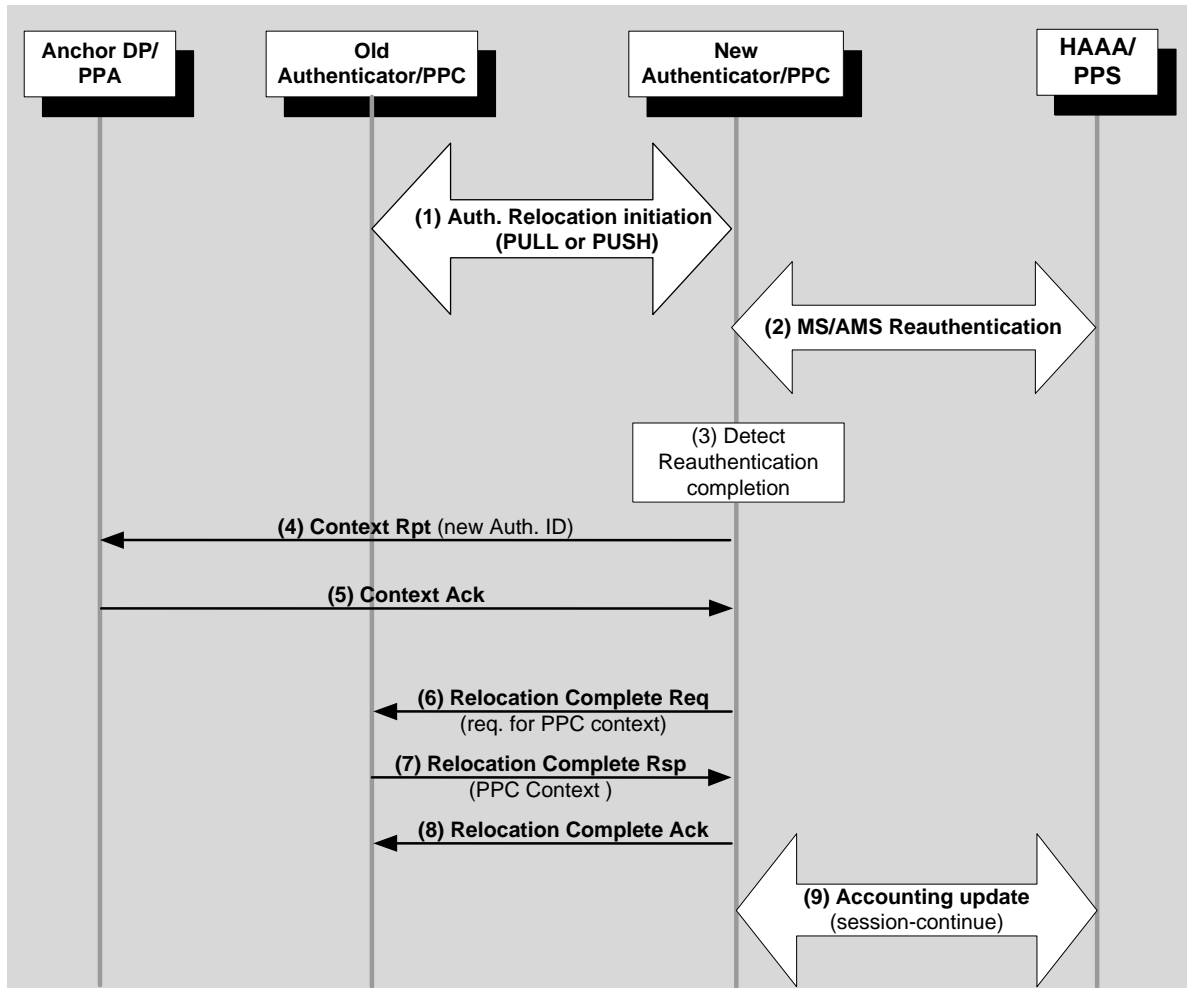 Anchor DP/
PPA
Old
Authenticator/PPC
New
Authenticator/PPC
HAAA/
PPS
(1) Auth. Relocation initiation
(PULL or PUSH)
(2) MS/AMS Reauthentication
(3) Detect
Reauthentication
completion
(4) Context Rpt (new Auth. ID)
(5) Context Ack
(6) Relocation Complete Req
(req. for PPC context)
(7) Relocation Complete Rsp
(PPC Context )
(8) Relocation Complete Ack
(9) Accounting update
(session-continue)